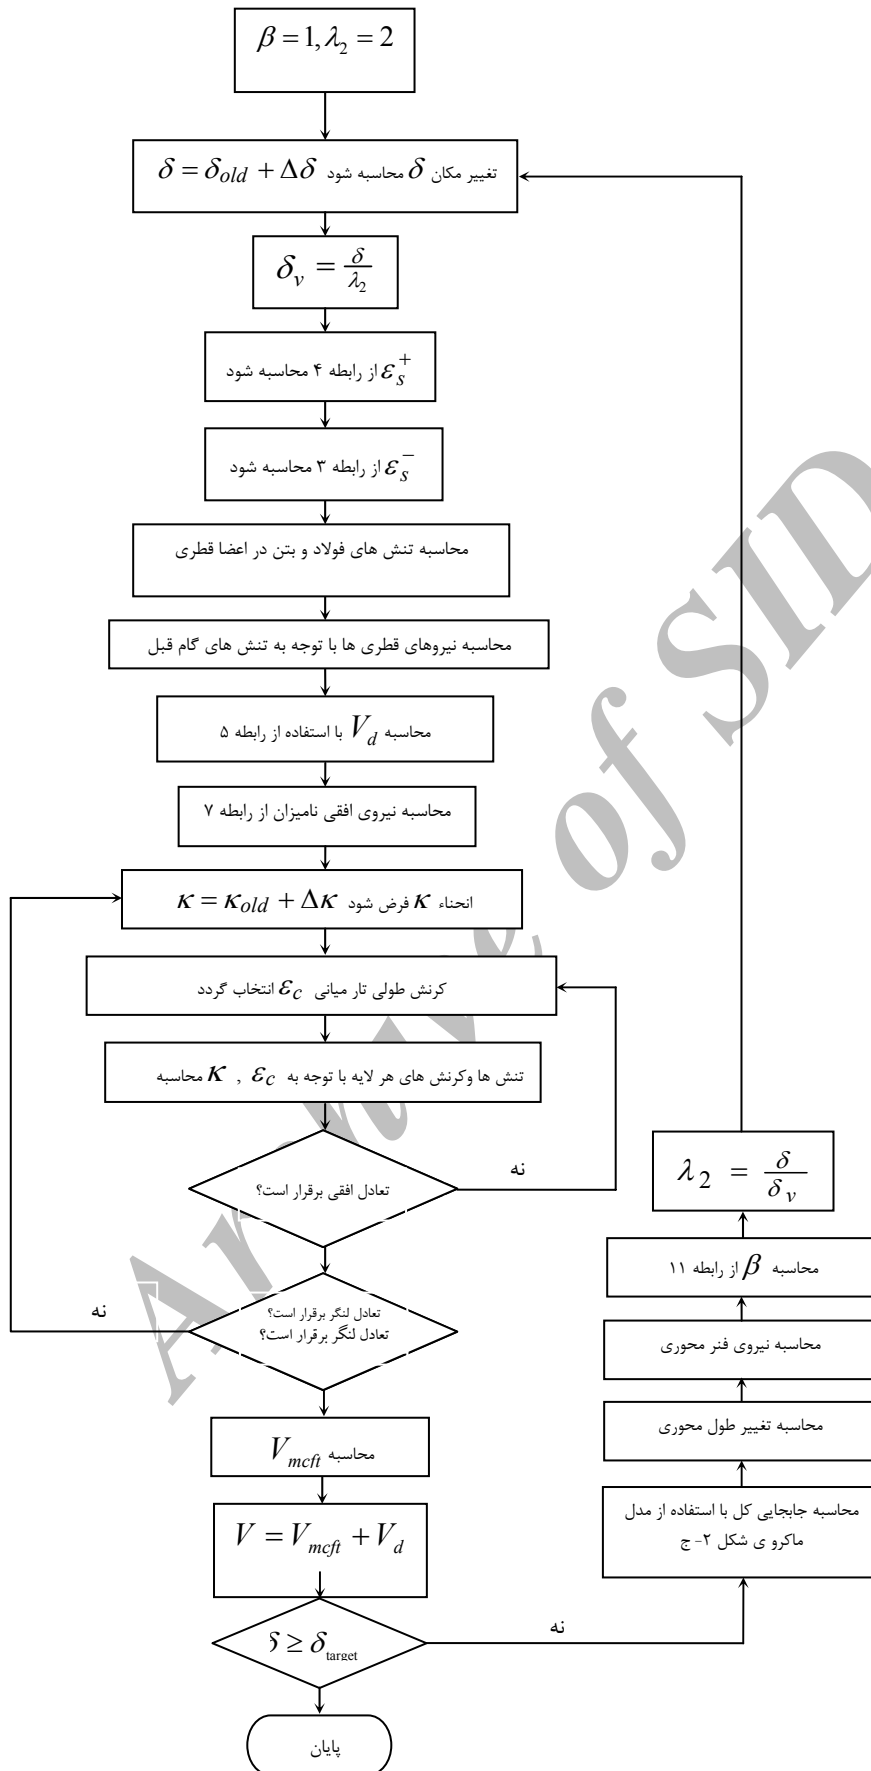 β = 1, λ₂ = 2
تغییر مکان δ محاسبه شود δ = δ_old + Δδ
δ_v = δ/λ₂
ε_s⁺ از رابطه ۴ محاسبه شود
ε_s⁻ از رابطه ۳ محاسبه شود
محاسبه تنش های فولاد و بتن در اعضا قطری
محاسبه نیروهای قطری ها با توجه به تنش های گام قبل
محاسبه V_d با استفاده از رابطه ۵
محاسبه نیروی افقی نامیزان از رابطه ۷
انحناء κ فرض شود κ = κ_old + Δκ
کرنش طولی تار میانی ε_c انتخاب گردد
تنش ها وکرنش های هر لایه با توجه به κ , ε_c محاسبه
تعادل افقی برقرار است؟
نه
تعادل لنگر برقرار است؟
تعادل لنگر برقرار است؟
نه
محاسبه V_mcft
V = V_mcft + V_d
δ ≥ δ_target
نه
پایان
محاسبه جابجایی کل با استفاده از مدل
ماکرو ی شکل ۲- ج
محاسبه تغییر طول محوری
محاسبه نیروی فنر محوری
محاسبه β از رابطه ۱۱
λ₂ = δ/δ_v
Archive of SID